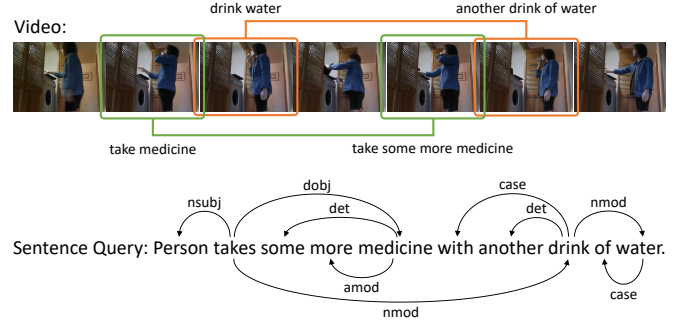 drink water
another drink of water
Video:
take medicine
take some more medicine
nsubj
dobj
det
case
det
nmod
Sentence Query: Person takes some more medicine with another drink of water.
amod
case
nmod